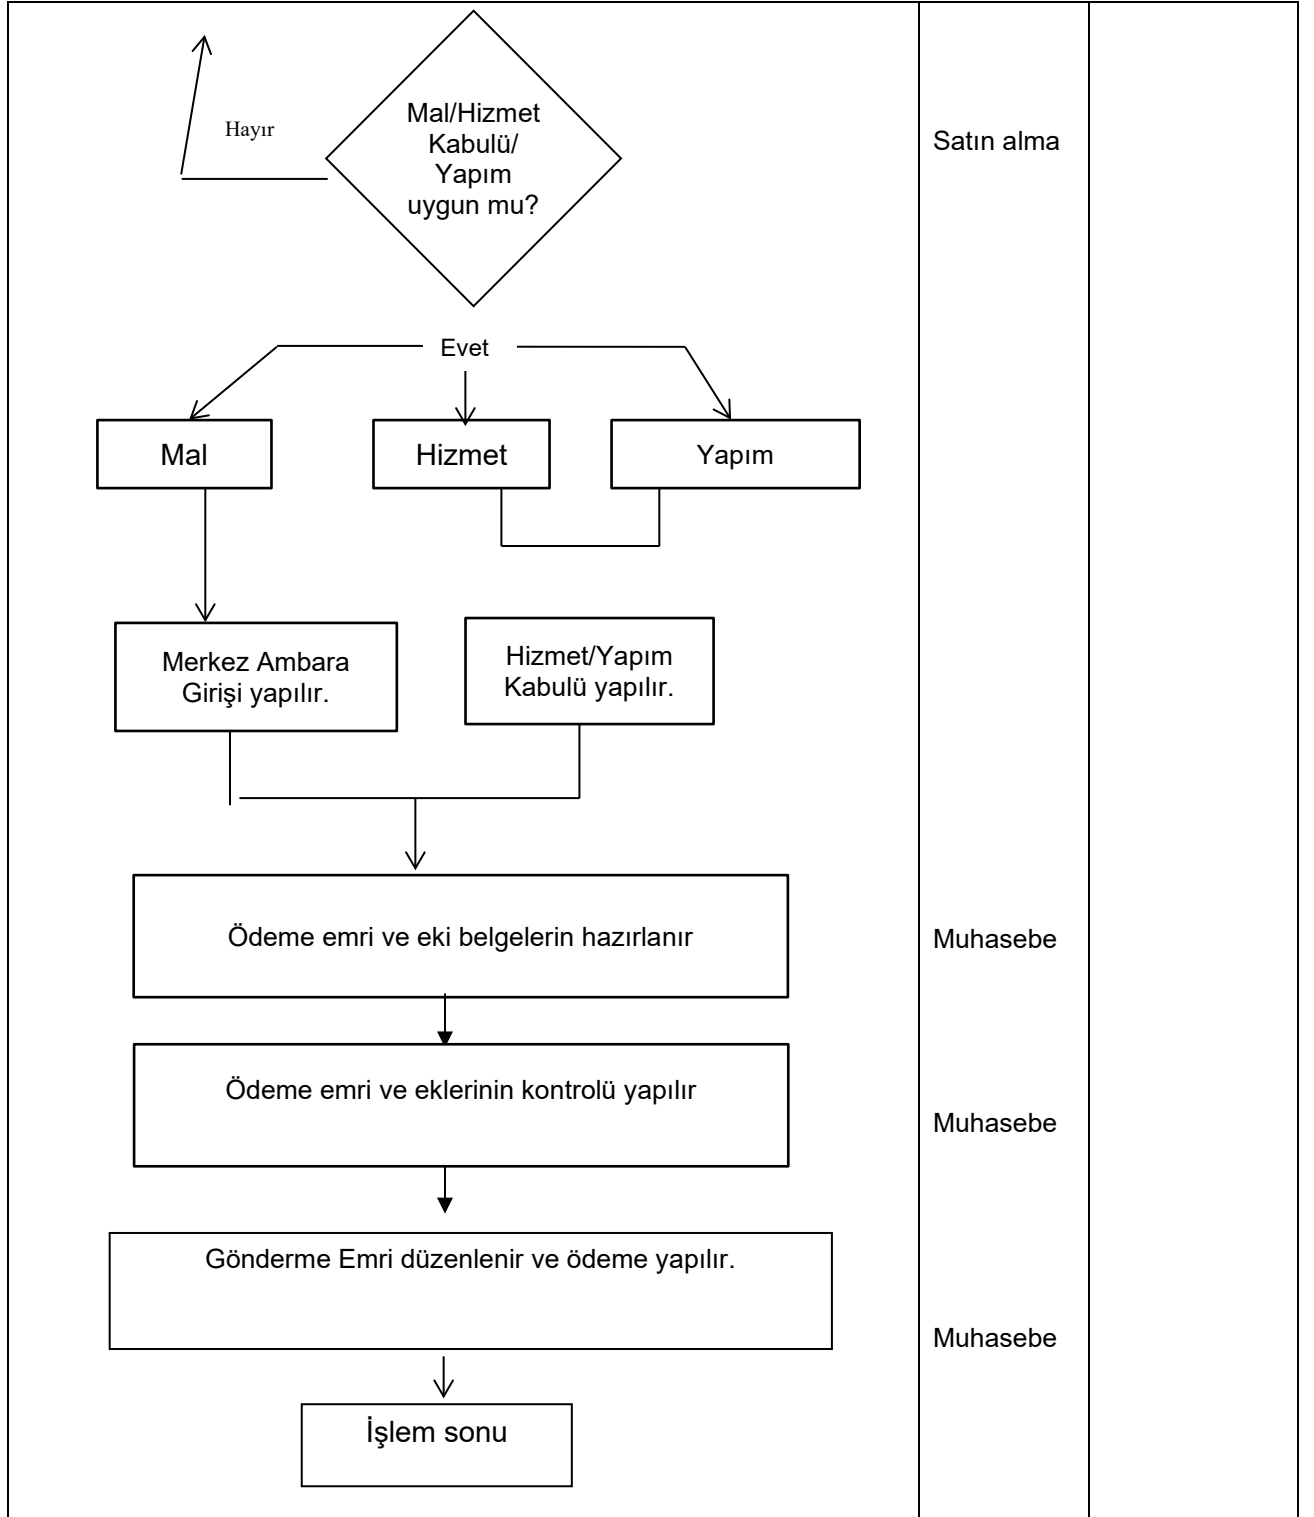 Hayır
Mal/Hizmet
Kabulü/
Yapım
uygun mu?
Satın alma
Evet
Mal
Hizmet
Yapım
Merkez Ambara
Girişi yapılır.
Hizmet/Yapım
Kabulü yapılır.
Ödeme emri ve eki belgelerin hazırlanır
Muhasebe
Ödeme emri ve eklerinin kontrolü yapılır
Muhasebe
Gönderme Emri düzenlenir ve ödeme yapılır.
Muhasebe
İşlem sonu